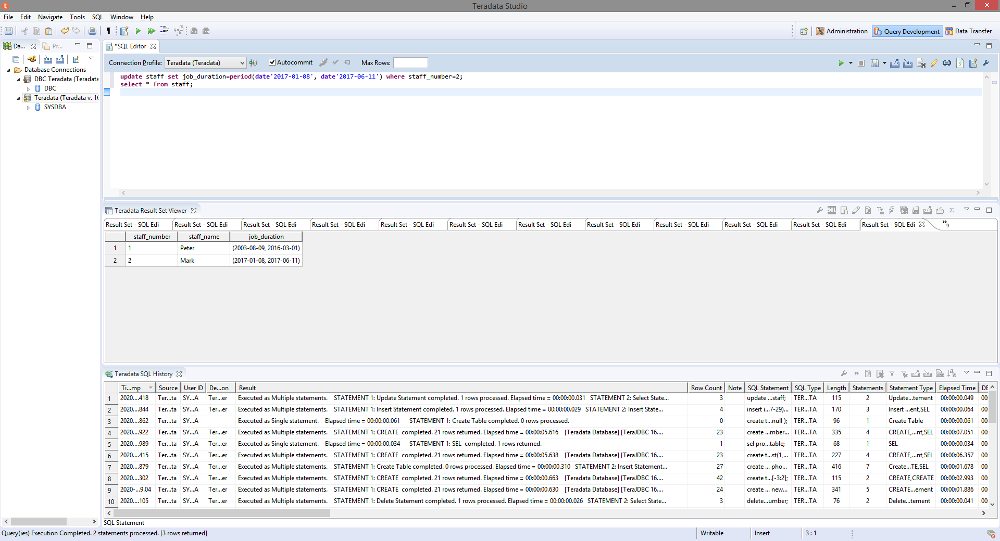 Teradata Studio
File Edit Navigate Tools SQL Window Help
Administration Query Development Data Transfer
Da... Pr...
Database Connections
DBC Teradata (Teradata
DBC
Teradata (Teradata v. 16
SYSDBA
*SQL Editor
Connection Profile: Teradata (Teradata) Autocommit Max Rows:
update staff set job_duration=period(date'2017-01-08', date'2017-06-11') where staff_number=2;
select * from staff;
Teradata Result Set Viewer
Result Set - SQL Edi Result Set - SQL Edi Result Set - SQL Edi Result Set - SQL Edi Result Set - SQL Edi Result Set - SQL Edi Result Set - SQL Edi Result Set - SQL Edi Result Set - SQL Edi Result Set - SQL Edi Result Set - SQL Edi Result Set - SQL Edi »9
staff_number staff_name job_duration
1 1 Peter (2003-08-09, 2016-03-01)
2 2 Mark (2017-01-08, 2017-06-11)
Teradata SQL History
Ti...mp Source User ID De...on Result Row Count Note SQL Statement SQL Type Length Statements Statement Type Elapsed Time DE
1 2020....418 Ter...ta SY...A Ter...er Executed as Multiple statements. STATEMENT 1: Update Statement completed. 1 rows processed. Elapsed time = 00:00:00.031 STATEMENT 2: Select State... 3 update ...staff; TER...TA 115 2 Update...tement 00:00:00.049 00:
2 2020....844 Ter...ta SY...A Ter...er Executed as Multiple statements. STATEMENT 1: Insert Statement completed. 1 rows processed. Elapsed time = 00:00:00.029 STATEMENT 2: Insert State... 4 insert i...7-29)... TER...TA 170 3 Insert ...ent,SEL 00:00:00.064 00:
3 2020....862 Ter...ta SY...A Executed as Single statement. Elapsed time = 00:00:00.061 STATEMENT 1: Create Table completed. 0 rows processed. 0 create t...null ); TER...TA 96 1 Create Table 00:00:00.061 00:
4 2020....922 Ter...ta SY...A Ter...er Executed as Multiple statements. STATEMENT 1: CREATE completed. 21 rows returned. Elapsed time = 00:00:05.616 [Teradata Database] [TeraJDBC 16.... 23 create ...mber... TER...TA 335 4 CREATE,...nt,SEL 00:00:07.051 00:
5 2020....989 Ter...ta SY...A Ter...er Executed as Single statement. Elapsed time = 00:00:00.034 STATEMENT 1: SEL completed. 1 rows returned. 1 sel pro...table; TER...TA 68 1 SEL 00:00:00.034 00:
6 2020....415 Ter...ta SY...A Ter...er Executed as Multiple statements. STATEMENT 1: CREATE completed. 21 rows returned. Elapsed time = 00:00:05.638 [Teradata Database] [TeraJDBC 16.... 23 create t...st(1,... TER...TA 227 4 CREATE,...nt,SEL 00:00:06.357 00:
7 2020....879 Ter...ta SY...A Ter...er Executed as Multiple statements. STATEMENT 1: Create Table completed. 0 rows processed. Elapsed time = 00:00:00.310 STATEMENT 2: Insert Statement... 27 create ... pho... TER...TA 416 7 Create...TE,SEL 00:00:01.678 00:
8 2020....302 Ter...ta SY...A Ter...er Executed as Multiple statements. STATEMENT 1: CREATE completed. 21 rows returned. Elapsed time = 00:00:00.663 [Teradata Database] [TeraJDBC 16.... 42 create t...[-3:2]; TER...TA 115 2 CREATE,CREATE 00:00:02.993 00:
9 2020-...9.04 Ter...ta SY...A Ter...er Executed as Multiple statements. STATEMENT 1: CREATE completed. 21 rows returned. Elapsed time = 00:00:00.630 [Teradata Database] [TeraJDBC 16.... 24 create ... new... TER...TA 341 5 CREATE...ement 00:00:01.886 00:
10 2020....105 Ter...ta SY...A Ter...er Executed as Multiple statements. STATEMENT 1: Delete Statement completed. 1 rows processed. Elapsed time = 00:00:00.026 STATEMENT 2: Select State... 3 delete...umber; TER...TA 76 2 Delete...tement 00:00:00.041 00:
SQL Statement
Query(ies) Execution Completed. 2 statements processed. [3 rows returned] Writable Insert 3 : 1